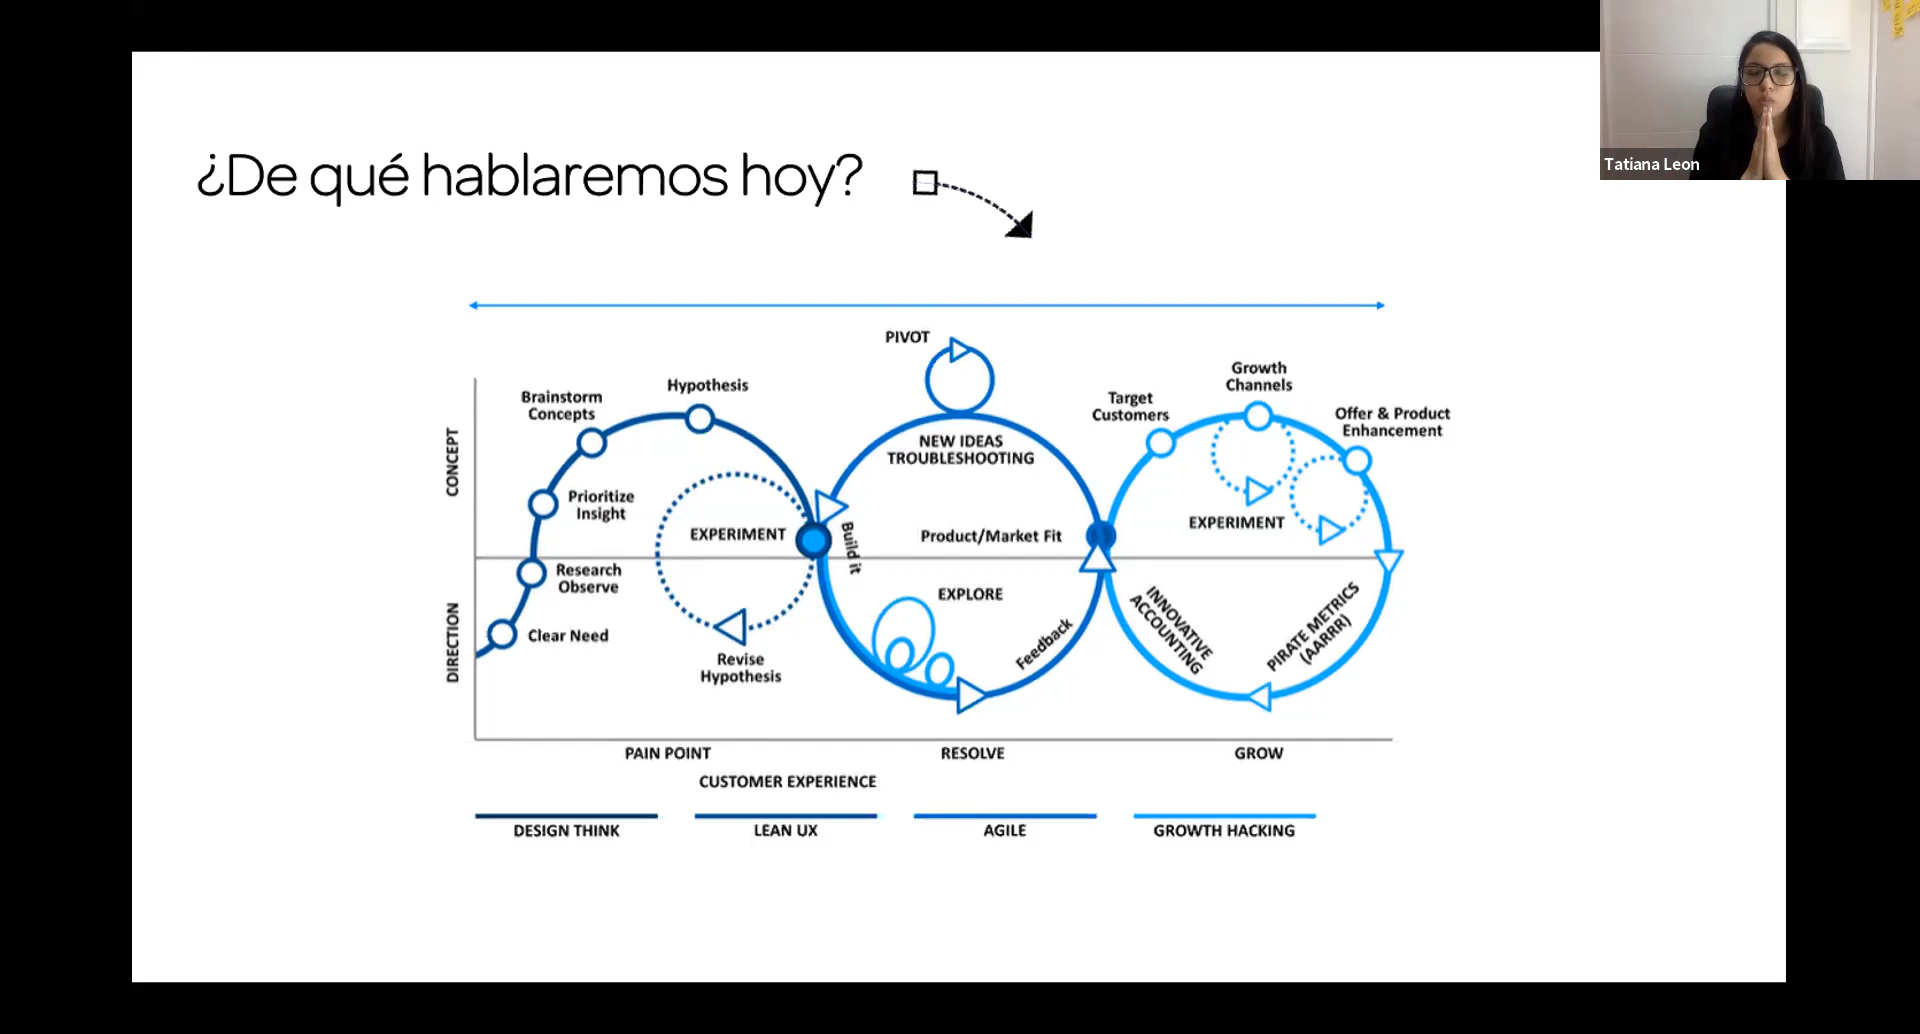 ¿De qué hablaremos hoy?
Tatiana Leon
PIVOT
Growth
Channels
Hypothesis
Brainstorm
Concepts
Target
Customers
Offer & Product
Enhancement
NEW IDEAS
TROUBLESHOOTING
CONCEPT
Prioritize
Insight
EXPERIMENT
Build it
Product/Market Fit
EXPERIMENT
Research
Observe
EXPLORE
DIRECTION
Clear Need
Revise
Hypothesis
Feedback
INNOVATIVE
ACCOUNTING
PIRATE METRICS
(AARRR)
PAIN POINT
RESOLVE
GROW
CUSTOMER EXPERIENCE
DESIGN THINK
LEAN UX
AGILE
GROWTH HACKING